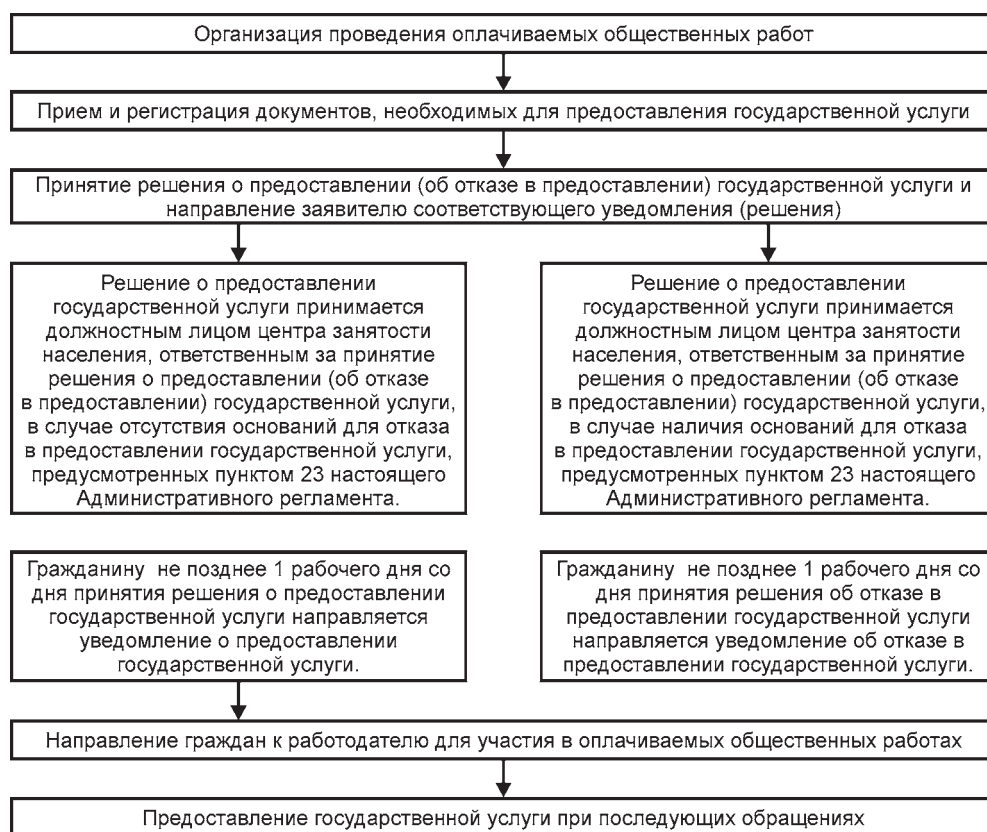 Организация проведения оплачиваемых общественных работ
Прием и регистрация документов, необходимых для предоставления государственной услуги
Принятие решения о предоставлении (об отказе в предоставлении) государственной услуги и
направление заявителю соответствующего уведомления (решения)
Решение о предоставлении
государственной услуги принимается
должностным лицом центра занятости
населения, ответственным за принятие
решения о предоставлении (об отказе
в предоставлении) государственной услуги,
в случае отсутствия оснований для отказа
в предоставлении государственной услуги,
предусмотренных пунктом 23 настоящего
Административного регламента.
Решение о предоставлении
государственной услуги принимается
должностным лицом центра занятости
населения, ответственным за принятие
решения о предоставлении (об отказе
в предоставлении) государственной услуги,
в случае наличия оснований для отказа
в предоставлении государственной услуги,
предусмотренных пунктом 23 настоящего
Административного регламента.
Гражданину не позднее 1 рабочего дня со
дня принятия решения о предоставлении
государственной услуги направляется
уведомление о предоставлении
государственной услуги.
Гражданину не позднее 1 рабочего дня со
дня принятия решения об отказе в
предоставлении государственной услуги
направляется уведомление об отказе в
предоставлении государственной услуги.
Направление граждан к работодателю для участия в оплачиваемых общественных работах
Предоставление государственной услуги при последующих обращениях